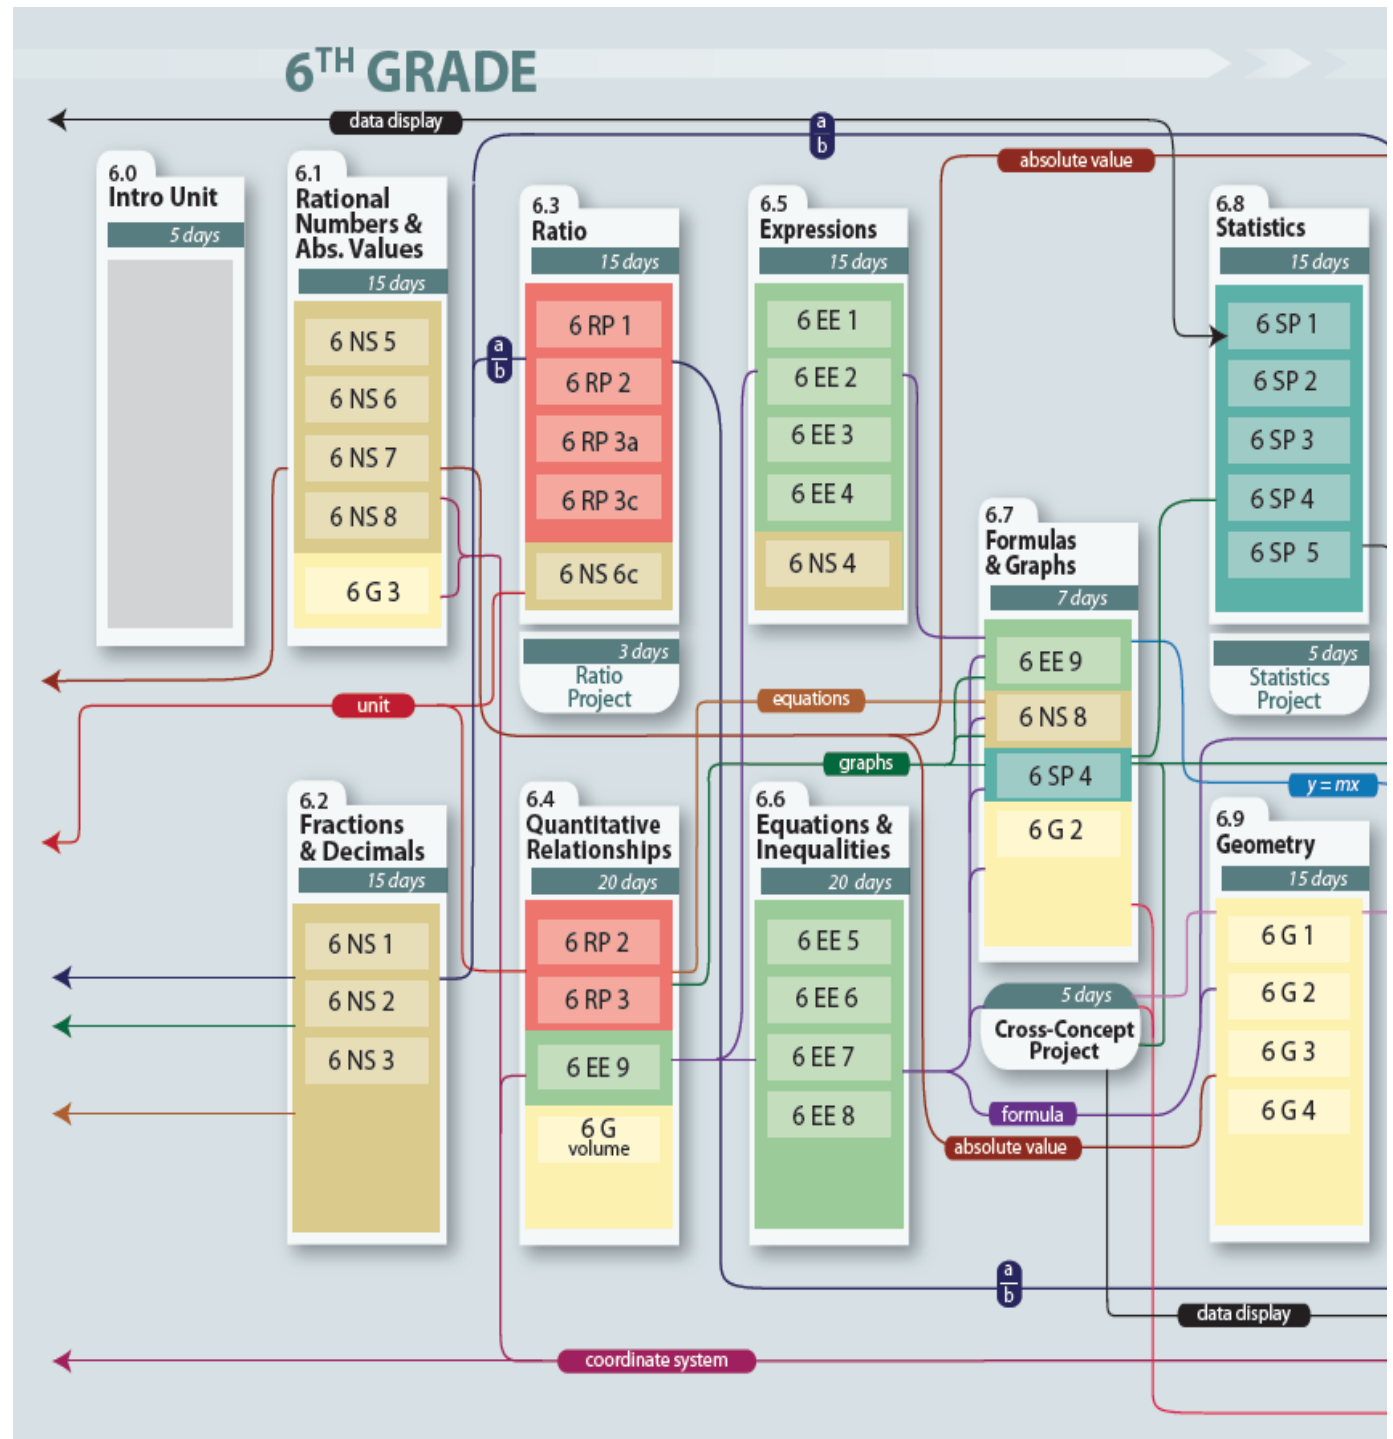 6TH GRADE
data display
a
b
absolute value
6.0
Intro Unit
5 days
6.1
Rational
Numbers &
Abs. Values
15 days
6 NS 5
6 NS 6
6 NS 7
6 NS 8
6 G 3
a
b
6.3
Ratio
15 days
6 RP 1
6 RP 2
6 RP 3a
6 RP 3c
6 NS 6c
3 days
Ratio
Project
6.5
Expressions
15 days
6 EE 1
6 EE 2
6 EE 3
6 EE 4
6 NS 4
6.7
Formulas
& Graphs
7 days
6 EE 9
6 NS 8
6 SP 4
6 G 2
5 days
Cross-Concept
Project
6.8
Statistics
15 days
6 SP 1
6 SP 2
6 SP 3
6 SP 4
6 SP 5
5 days
Statistics
Project
unit
equations
graphs
y = mx
6.2
Fractions
& Decimals
15 days
6 NS 1
6 NS 2
6 NS 3
6.4
Quantitative
Relationships
20 days
6 RP 2
6 RP 3
6 EE 9
6 G
volume
6.6
Equations &
Inequalities
20 days
6 EE 5
6 EE 6
6 EE 7
6 EE 8
6.9
Geometry
15 days
6 G 1
6 G 2
6 G 3
6 G 4
formula
absolute value
a
b
data display
coordinate system